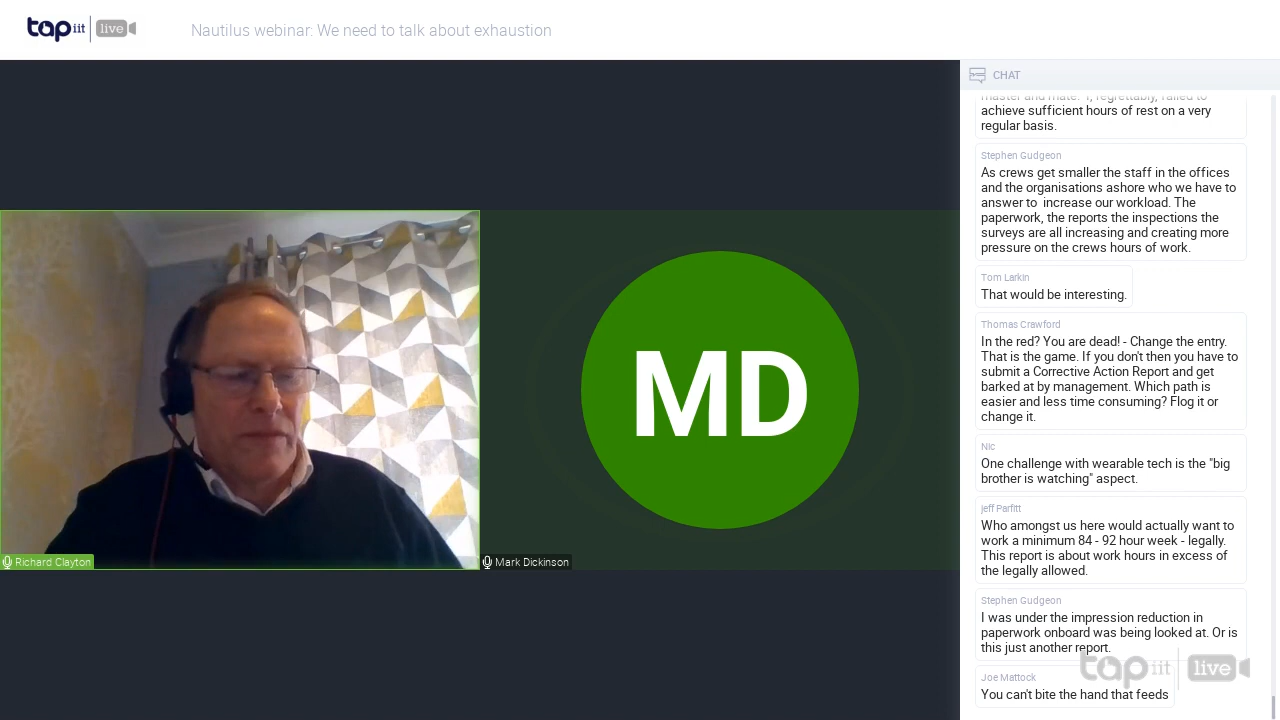 tap iit live
Nautilus webinar: We need to talk about exhaustion
CHAT
master and mate. I, regrettably, failed to
achieve sufficient hours of rest on a very
regular basis.
Stephen Gudgeon
As crews get smaller the staff in the offices
and the organisations ashore who we have to
answer to increase our workload. The
paperwork, the reports the inspections the
surveys are all increasing and creating more
pressure on the crews hours of work.
Tom Larkin
That would be interesting.
Thomas Crawford
In the red? You are dead! - Change the entry.
That is the game. If you don't then you have to
submit a Corrective Action Report and get
barked at by management. Which path is
easier and less time consuming? Flog it or
change it.
Nic
One challenge with wearable tech is the "big
brother is watching" aspect.
jeff Parfitt
Who amongst us here would actually want to
work a minimum 84 - 92 hour week - legally.
This report is about work hours in excess of
the legally allowed.
Stephen Gudgeon
I was under the impression reduction in
paperwork onboard was being looked at. Or is
this just another report.
Joe Mattock
You can't bite the hand that feeds
MD
Richard Clayton
Mark Dickinson
tap iit live